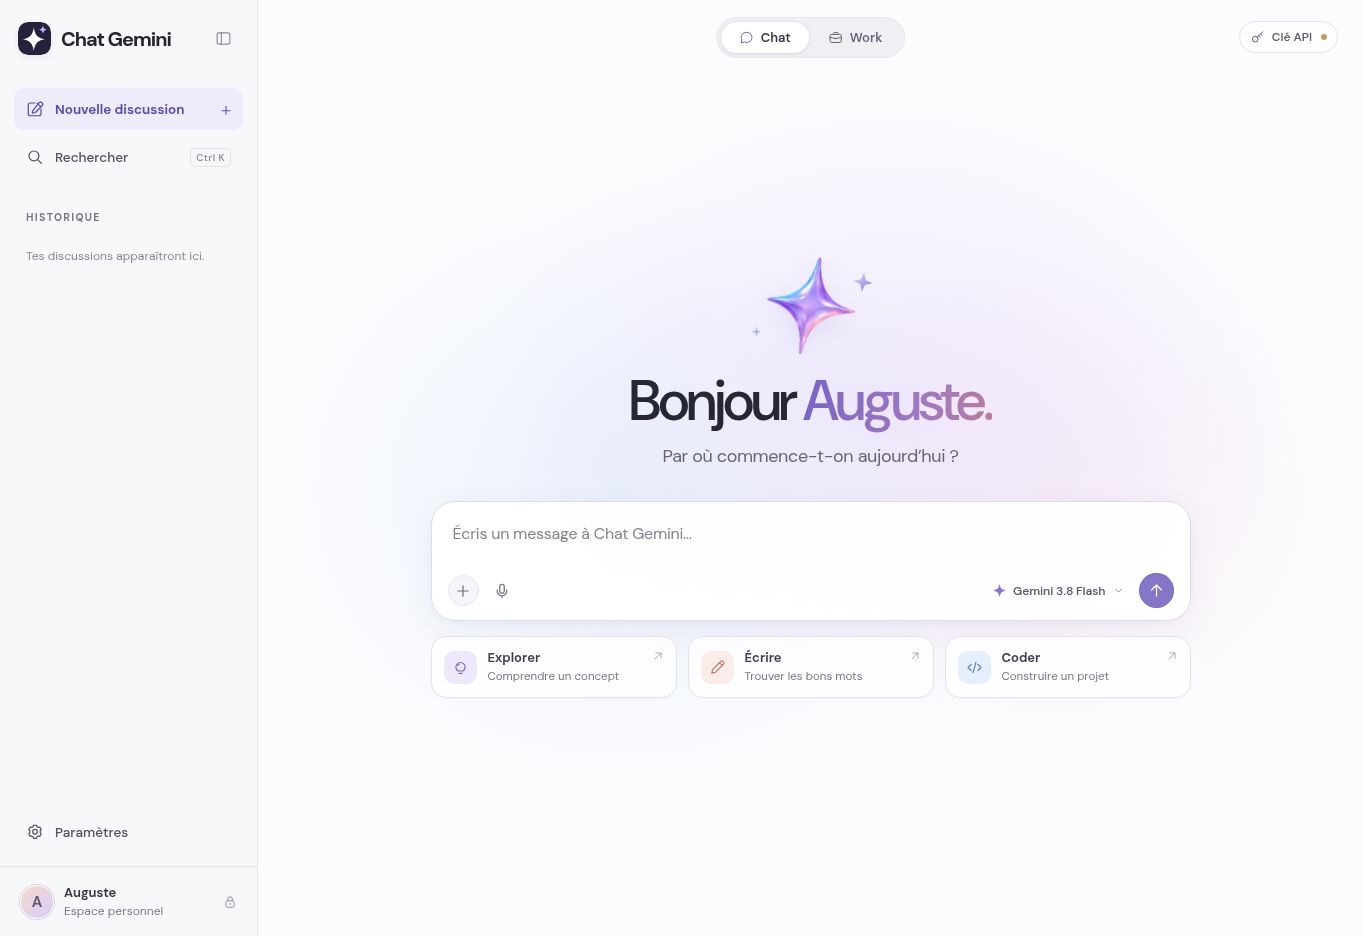 Chat Gemini
Chat
Work
Clé API
Nouvelle discussion
+
Rechercher
Ctrl K
HISTORIQUE
Tes discussions apparaîtront ici.
Bonjour Auguste.
Par où commence-t-on aujourd’hui ?
Écris un message à Chat Gemini…
Gemini 3.8 Flash
Explorer
Comprendre un concept
Écrire
Trouver les bons mots
Coder
Construire un projet
Paramètres
A
Auguste
Espace personnel